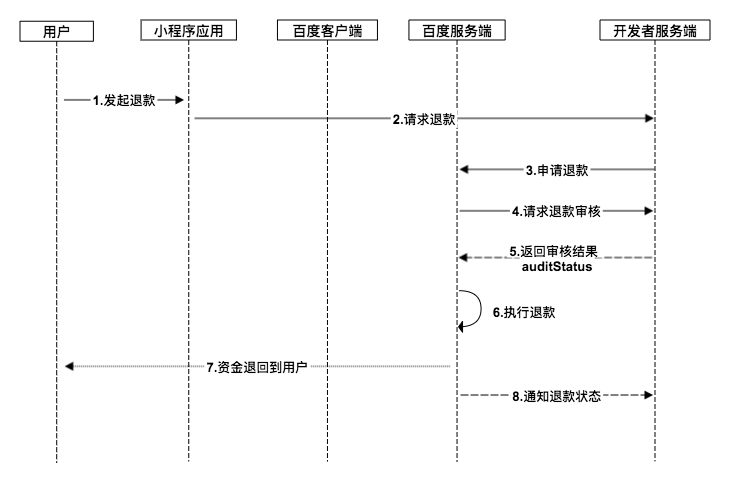 用户
小程序应用
百度客户端
百度服务端
开发者服务端
1.发起退款
2.请求退款
3.申请退款
4.请求退款审核
5.返回审核结果
auditStatus
6.执行退款
7.资金退回到用户
8.通知退款状态